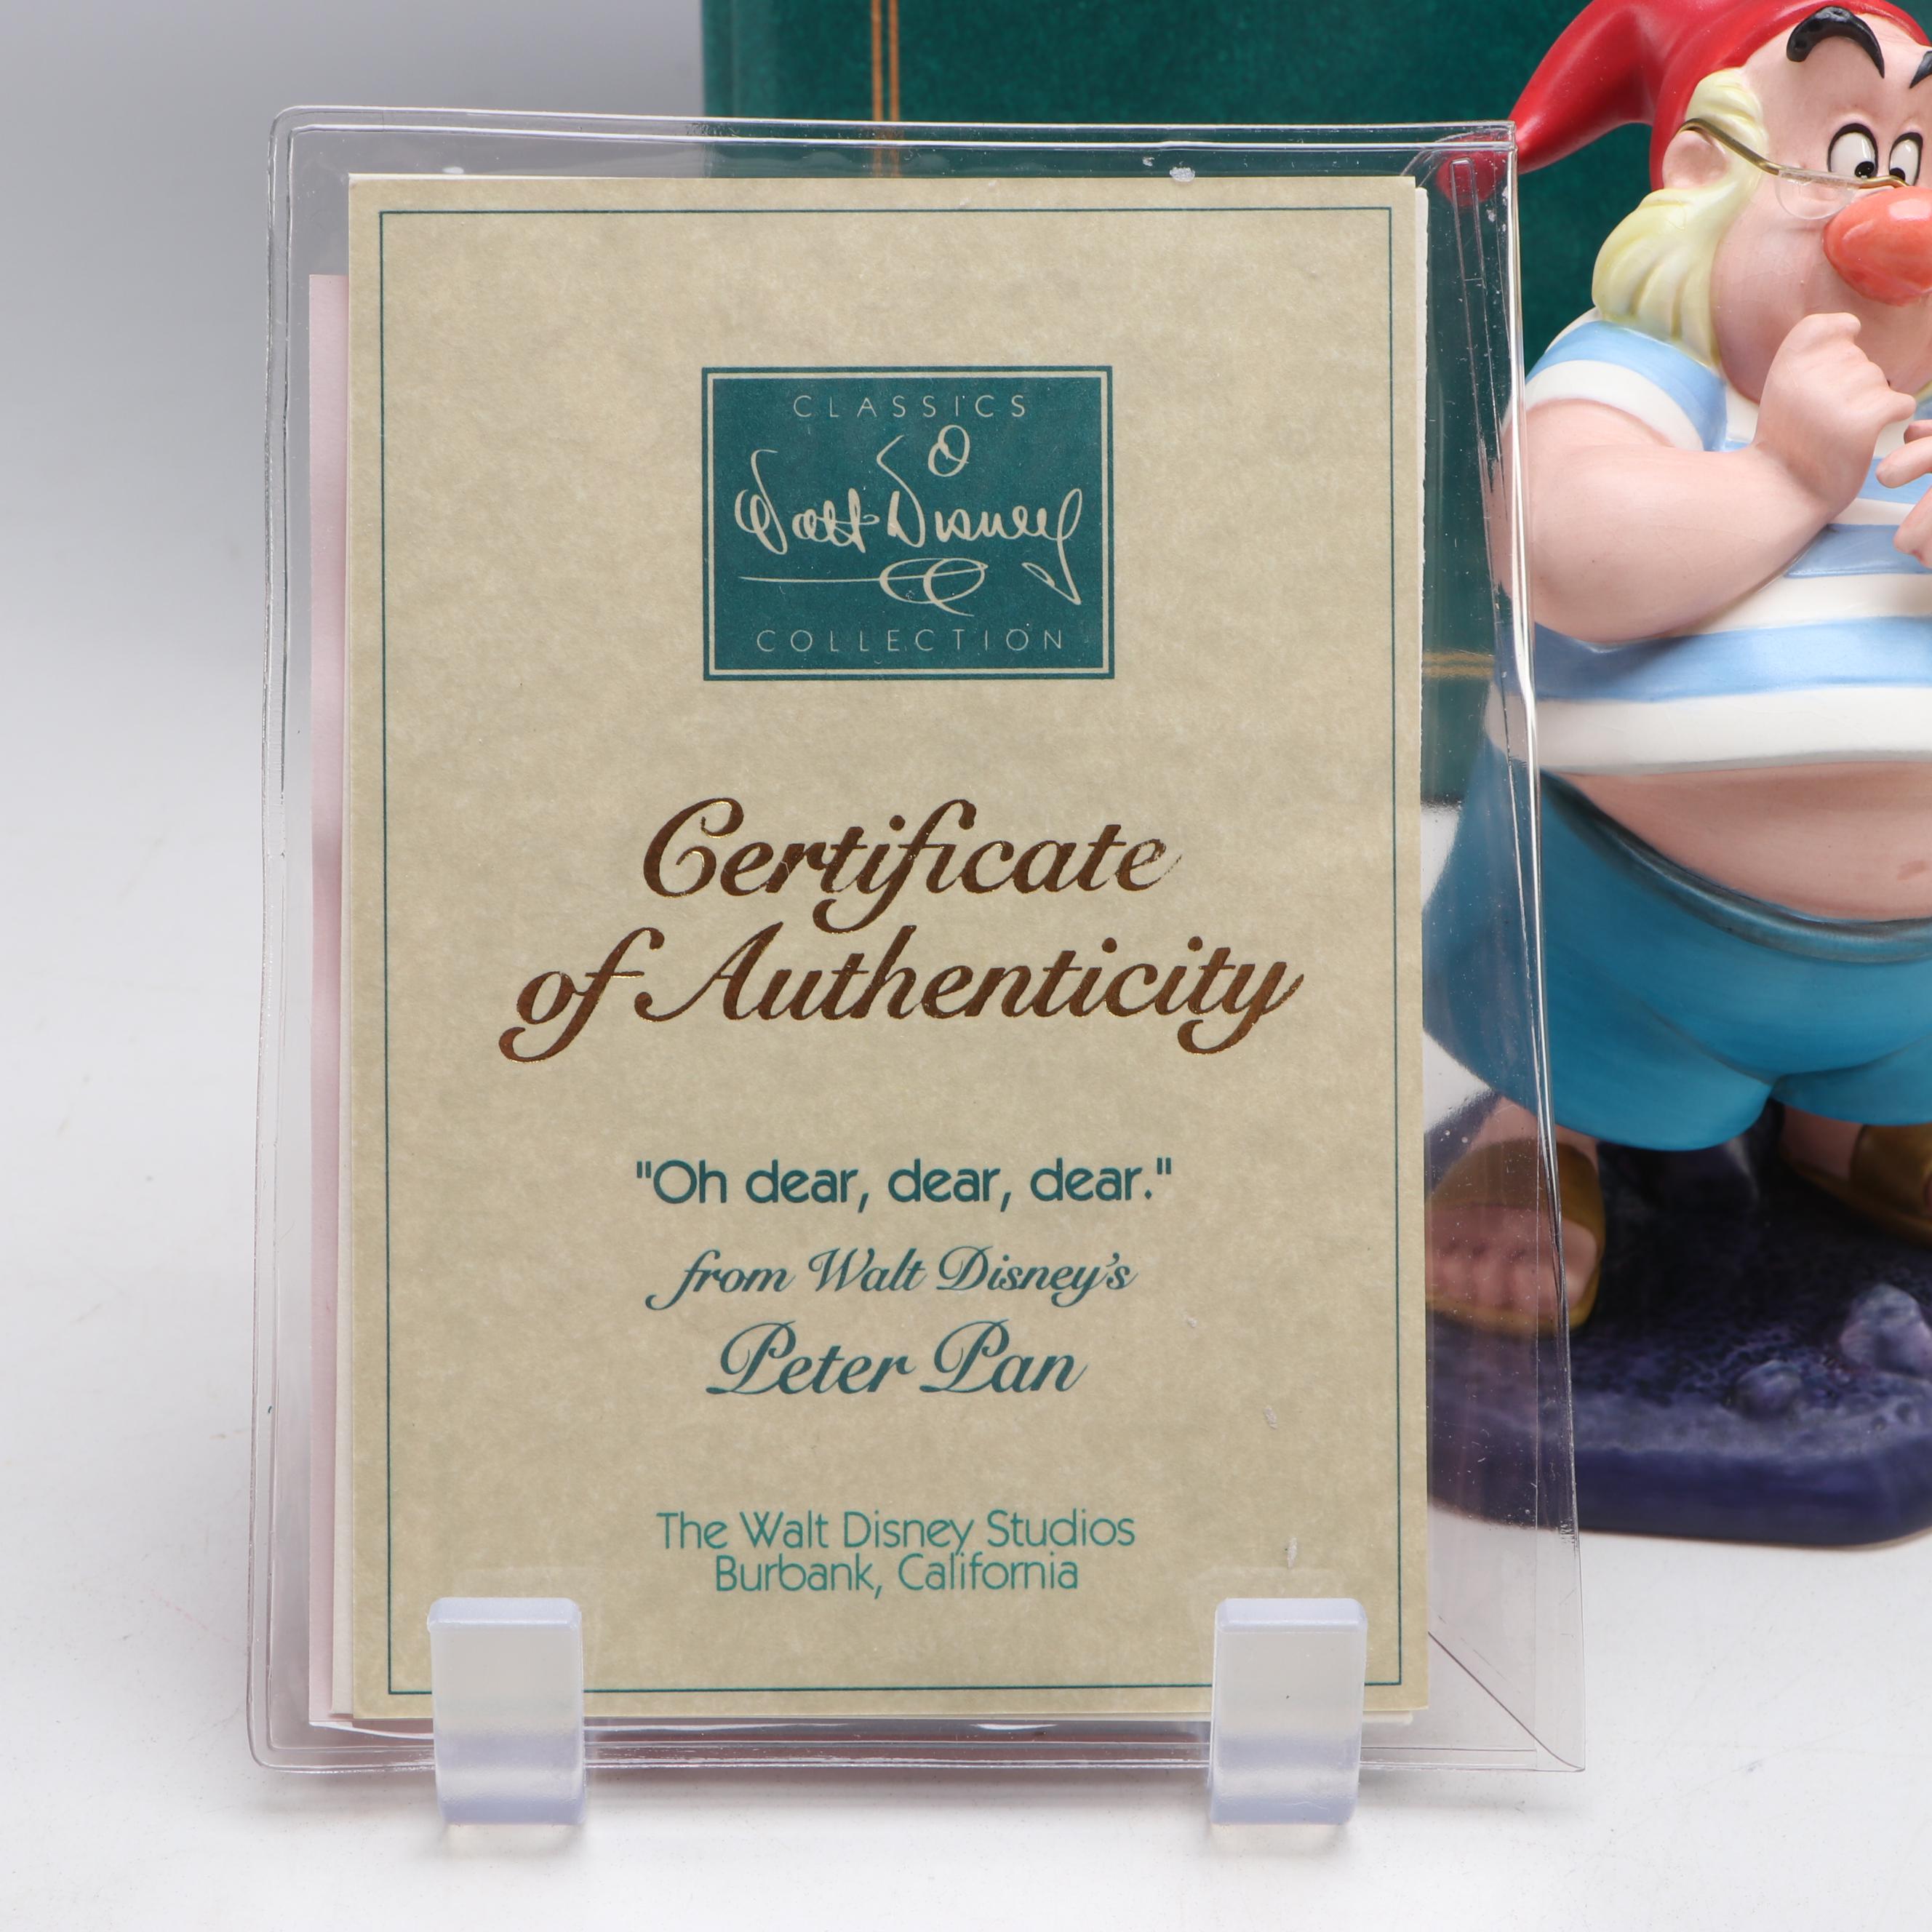 CLASSICS
Walt Disney
COLLECTION
Certificate
of Authenticity
"Oh dear, dear, dear."
from Walt Disney's
Peter Pan
The Walt Disney Studios
Burbank, California